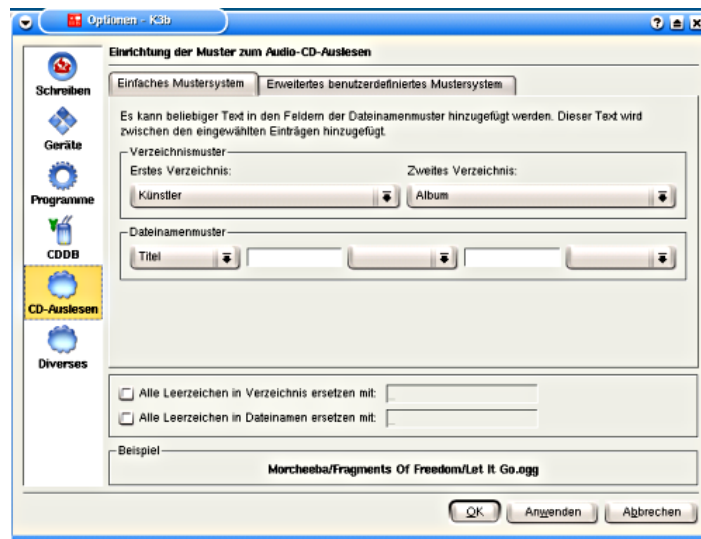 Optionen - K3b
Einrichtung der Muster zum Audio-CD-Auslesen
Schreiben
Geräte
Programme
CDDB
CD-Auslesen
Diverses
Einfaches Mustersystem
Erweitertes benutzerdefiniertes Mustersystem
Es kann beliebiger Text in den Feldern der Dateinamenmuster hinzugefügt werden. Dieser Text wird
zwischen den eingewählten Einträgen hinzugefügt.
Verzeichnismuster
Erstes Verzeichnis:
Zweites Verzeichnis:
Künstler
Album
Dateinamenmuster
Titel
Alle Leerzeichen in Verzeichnis ersetzen mit:
_
Alle Leerzeichen in Dateinamen ersetzen mit:
_
Beispiel
Morcheeba/Fragments Of Freedom/Let It Go.ogg
OK
Anwenden
Abbrechen